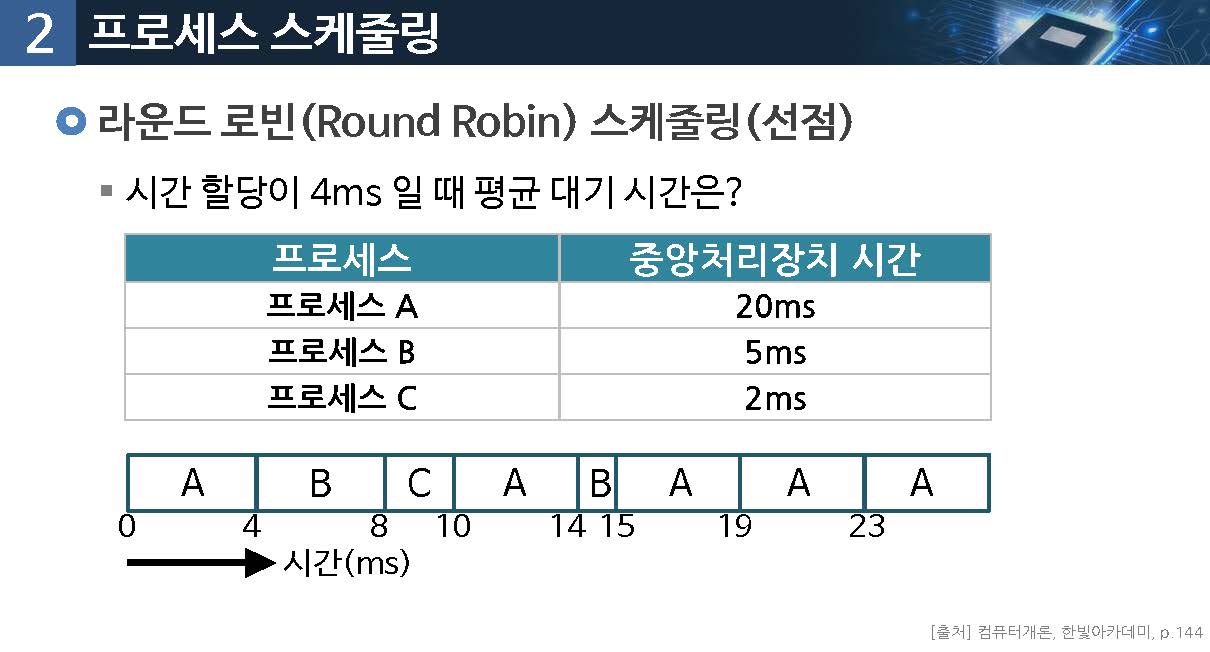 2 프로세스 스케줄링
라운드 로빈(Round Robin) 스케줄링(선점)
시간 할당이 4ms 일 때 평균 대기 시간은?
프로세스 중앙처리장치 시간
프로세스 A 20ms
프로세스 B 5ms
프로세스 C 2ms
A B C A B A A A
0 4 8 10 14 15 19 23
시간(ms)
[출처] 컴퓨터개론, 한빛아카데미, p.144